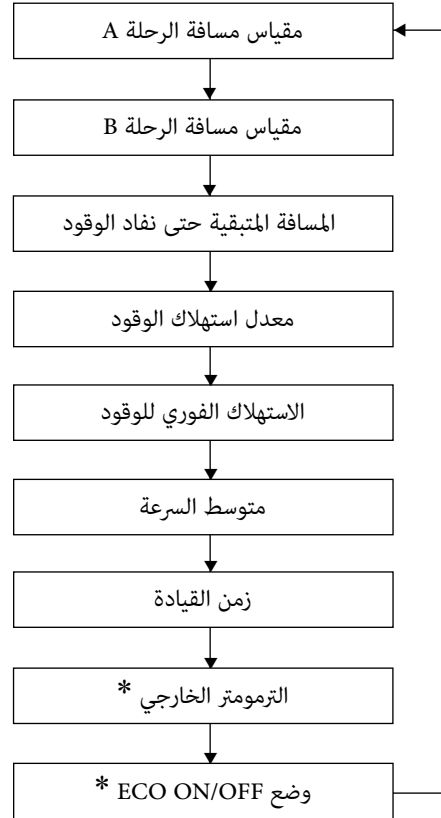 مقياس مسافة الرحلة A
مقياس مسافة الرحلة B
المسافة المتبقية حتى نفاد الوقود
معدل استهلاك الوقود
الاستهلاك الفوري للوقود
متوسط السرعة
زمن القيادة
الترمومتر الخارجي *
وضع ECO ON/OFF *